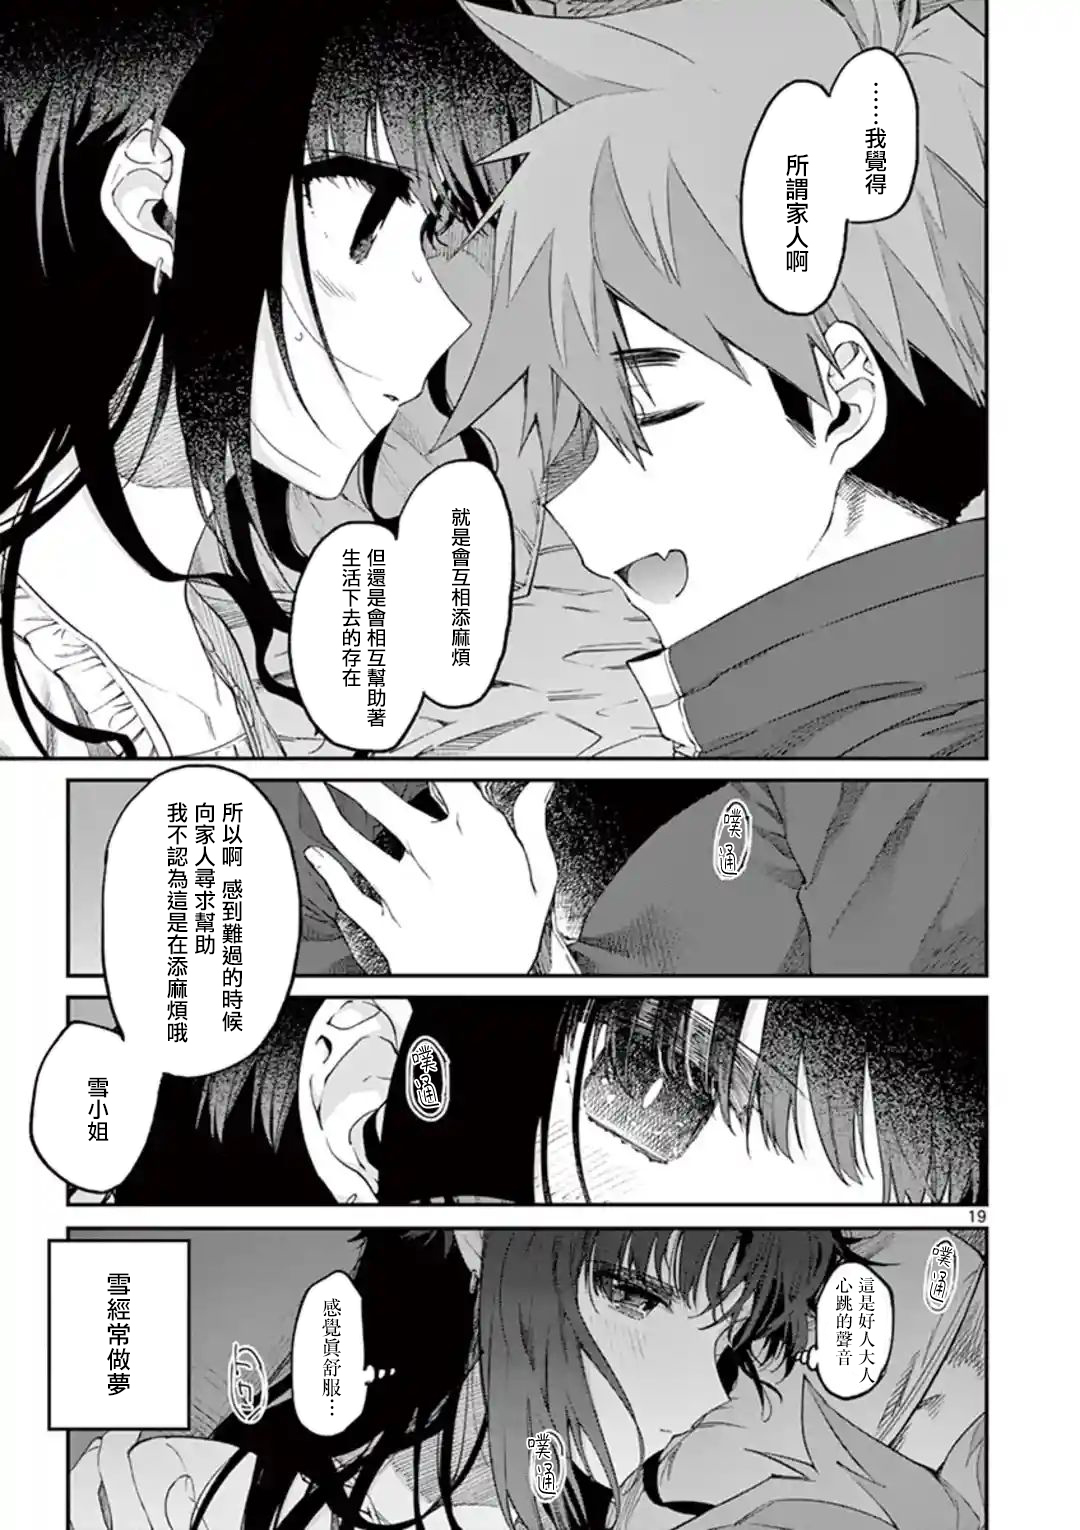 ……我覺得
所謂家人啊
就是會互相添麻煩
但還是會相互幫助著
生活下去的存在
噗通
所以啊 感到難過的時候
向家人尋求幫助
我不認為這是在添麻煩哦
雪小姐
噗通
19
噗通
這是好人大人
心跳的聲音
感覺真舒服…
噗通
雪經常做夢